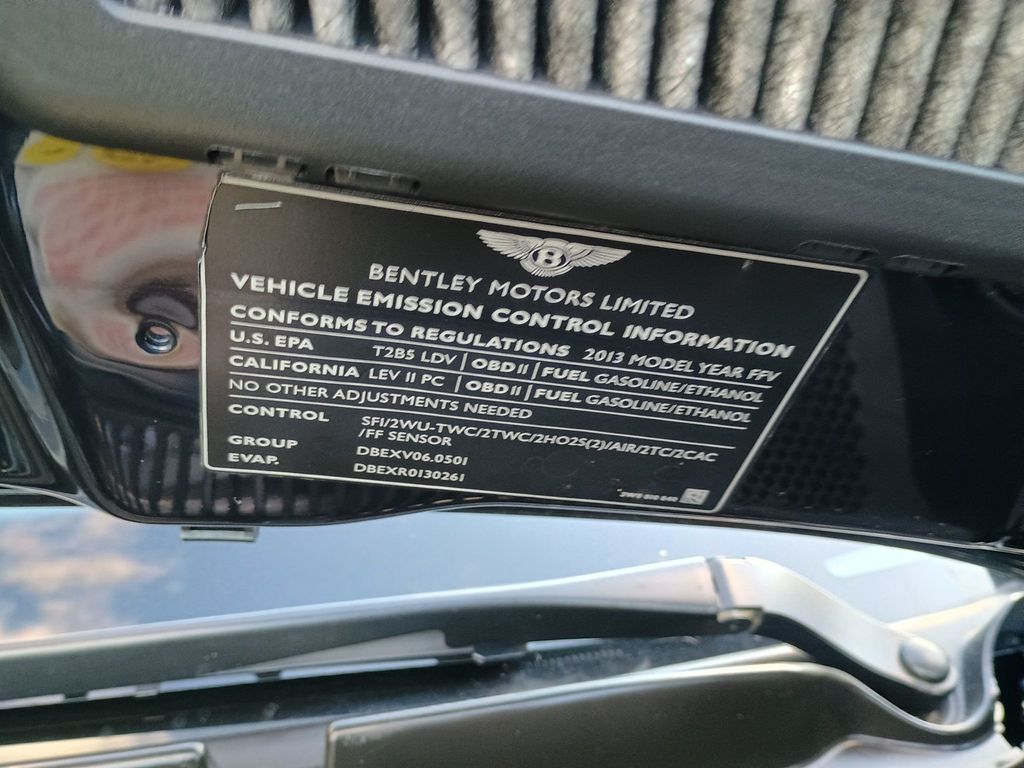 B
BENTLEY MOTORS LIMITED
VEHICLE EMISSION CONTROL INFORMATION
CONFORMS TO REGULATIONS 2013 MODEL YEAR FFV
U.S. EPA T2B5 LDV | OBD II | FUEL GASOLINE/ETHANOL
CALIFORNIA LEV II PC | OBD II | FUEL GASOLINE/ETHANOL
NO OTHER ADJUSTMENTS NEEDED
CONTROL SFI/2WU-TWC/2TWC/2HO2S(2)/AIR/2TC/2CAC
/FF SENSOR
GROUP DBEXV06.0501
EVAP. DBEXR0130261